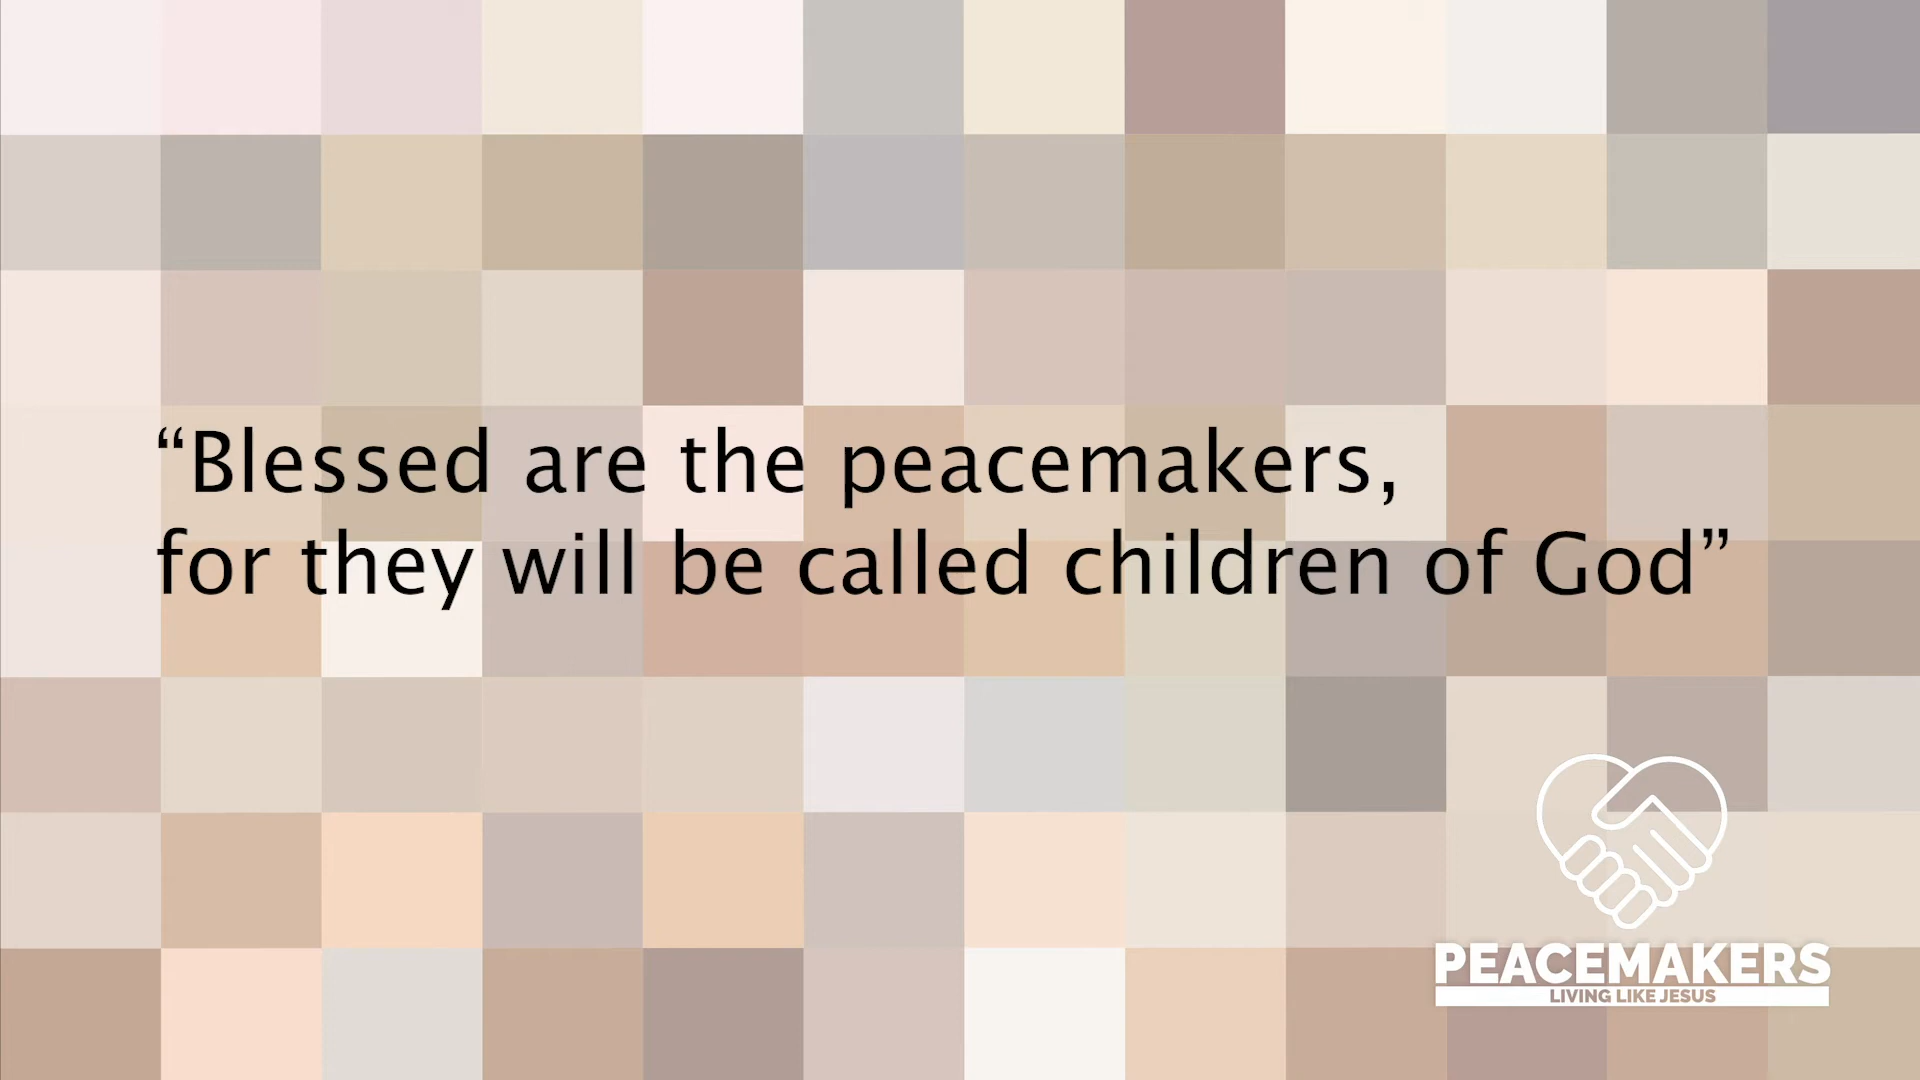 “Blessed are the peacemakers,
for they will be called children of God”
PEACEMAKERS
LIVING LIKE JESUS